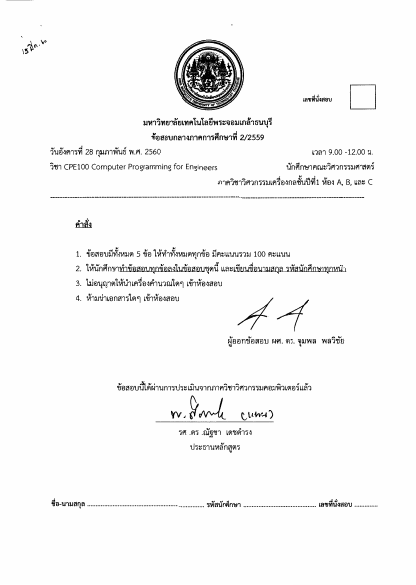 เลขที่นั่งสอบ
มหาวิทยาลัยเทคโนโลยีพระจอมเกล้าธนบุรี
ข้อสอบกลางภาคการศึกษาที่ 2/2559
วันอังคารที่ 28 กุมภาพันธ์ พ.ศ. 2560 เวลา 9.00 -12.00 น.
วิชา CPE100 Computer Programming for Engineers นักศึกษาคณะวิศวกรรมศาสตร์
ภาควิชาวิศวกรรมเครื่องกลชั้นปีที่1 ห้อง A, B, และ C
คำสั่ง
1. ข้อสอบมีทั้งหมด 5 ข้อ ให้ทำทั้งหมดทุกข้อ มีคะแนนรวม 100 คะแนน
2. ให้นักศึกษาทำข้อสอบทุกข้อลงในข้อสอบชุดนี้ และเขียนชื่อนามสกุล รหัสนักศึกษาทุกหน้า
3. ไม่อนุญาตให้นำเครื่องคำนวณใดๆ เข้าห้องสอบ
4. ห้ามนำเอกสารใดๆ เข้าห้องสอบ
ผู้ออกข้อสอบ ผศ. ดร. จุมพล พลวิชัย
ข้อสอบนี้ได้ผ่านการประเมินจากภาควิชาวิศวกรรมคอมพิวเตอร์แล้ว
(แทน)
รศ .ดร .ณัฐชา เดชดำรง
ประธานหลักสูตร
ชื่อ-นามสกุล ........................................ รหัสนักศึกษา .............................. เลขที่นั่งสอบ ............